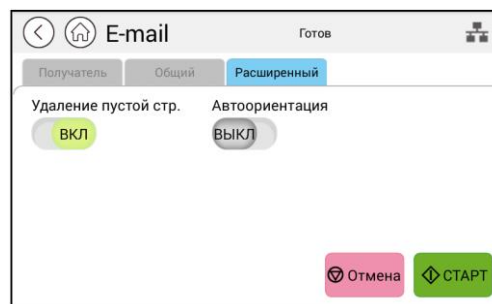 E-mail
Готов
Получатель
Общий
Расширенный
Удаление пустой стр.
Автоориентация
ВКЛ
ВЫКЛ
Отмена
СТАРТ